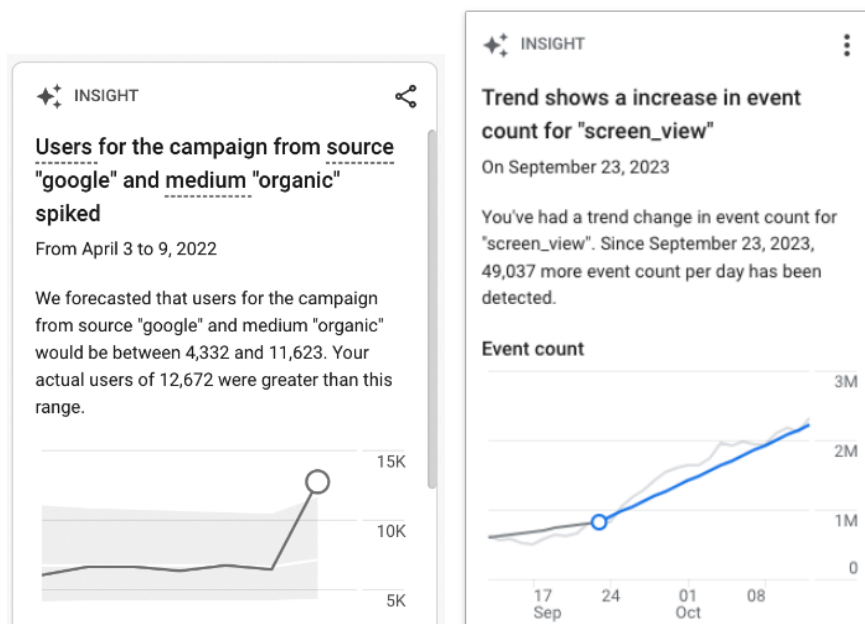 INSIGHT
Users for the campaign from source
"google" and medium "organic"
spiked
From April 3 to 9, 2022
We forecasted that users for the campaign
from source "google" and medium "organic"
would be between 4,332 and 11,623. Your
actual users of 12,672 were greater than this
range.
15K
10K
5K
INSIGHT
Trend shows a increase in event
count for "screen_view"
On September 23, 2023
You've had a trend change in event count for
"screen_view". Since September 23, 2023,
49,037 more event count per day has been
detected.
Event count
3M
2M
1M
0
17 24 01 08
Sep Oct